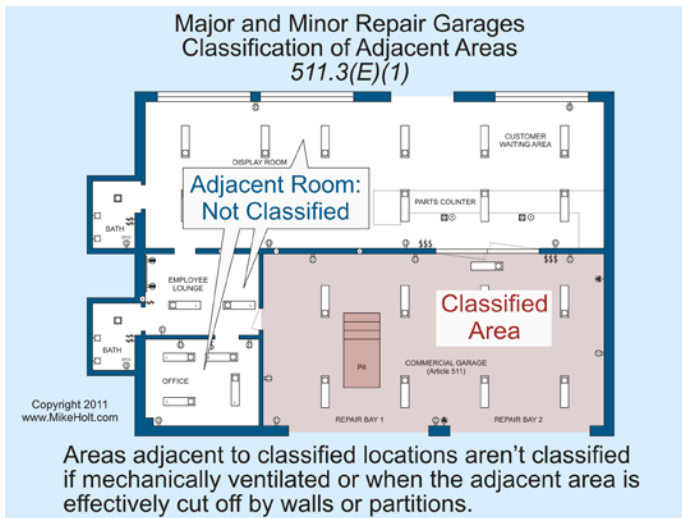 Major and Minor Repair Garages
Classification of Adjacent Areas
511.3(E)(1)
CUSTOMER
WAITING AREA
DISPLAY ROOM
Adjacent Room:
Not Classified
PARTS COUNTER
BATH
$$$
$$$
EMPLOYEE
LOUNGE
Classified
Area
BATH
OFFICE
Pit
COMMERCIAL GARAGE
(Article 511)
REPAIR BAY 1
REPAIR BAY 2
Copyright 2011
www.MikeHolt.com
Areas adjacent to classified locations aren't classified
if mechanically ventilated or when the adjacent area is
effectively cut off by walls or partitions.